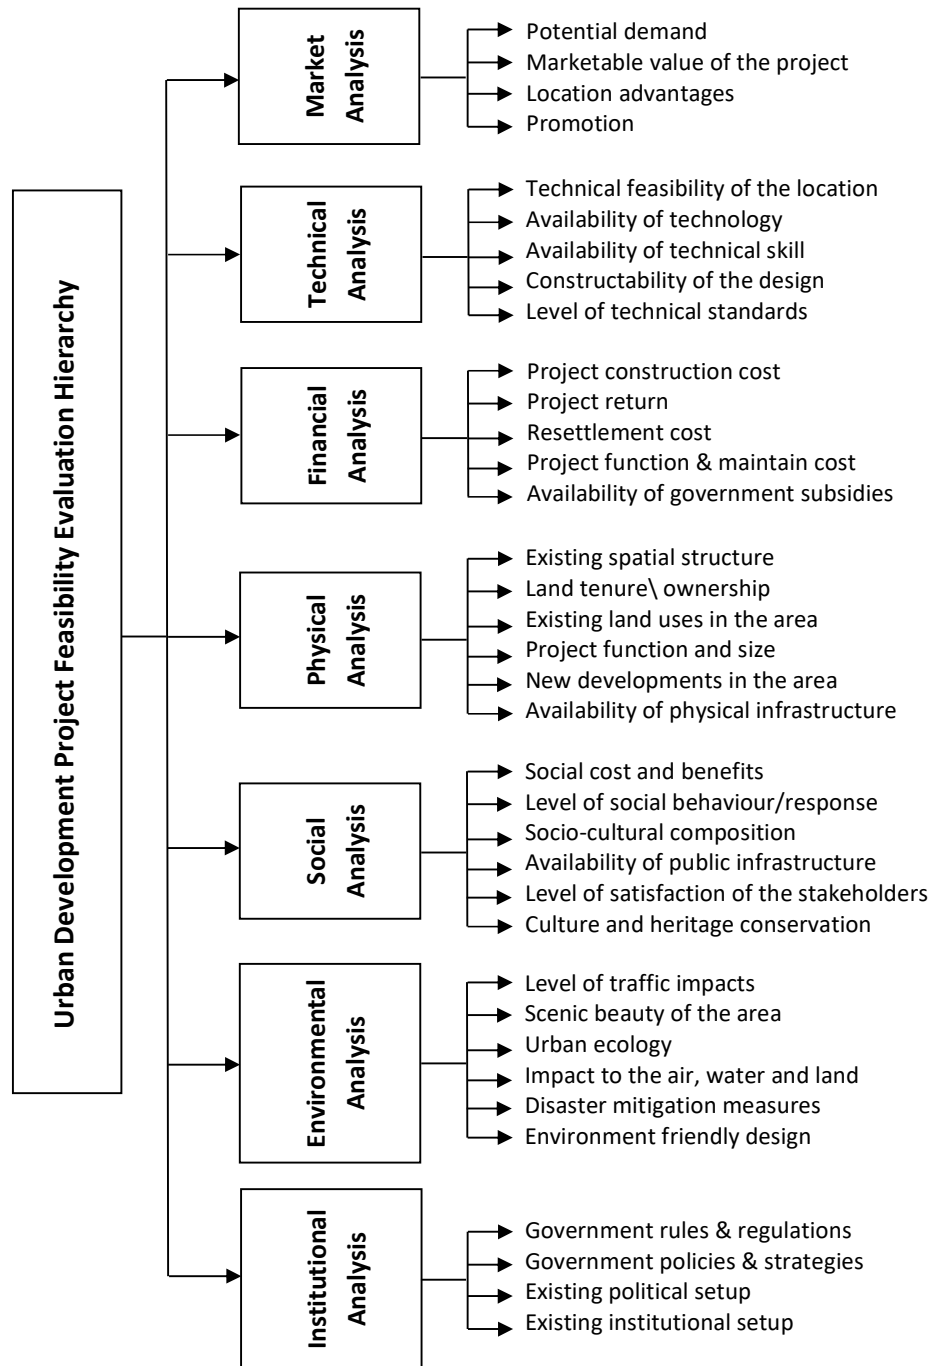 Urban Development Project Feasibility Evaluation Hierarchy
Market
Analysis
Potential demand
Marketable value of the project
Location advantages
Promotion
Technical
Analysis
Technical feasibility of the location
Availability of technology
Availability of technical skill
Constructability of the design
Level of technical standards
Financial
Analysis
Project construction cost
Project return
Resettlement cost
Project function & maintain cost
Availability of government subsidies
Physical
Analysis
Existing spatial structure
Land tenure\ ownership
Existing land uses in the area
Project function and size
New developments in the area
Availability of physical infrastructure
Social
Analysis
Social cost and benefits
Level of social behaviour/response
Socio-cultural composition
Availability of public infrastructure
Level of satisfaction of the stakeholders
Culture and heritage conservation
Environmental
Analysis
Level of traffic impacts
Scenic beauty of the area
Urban ecology
Impact to the air, water and land
Disaster mitigation measures
Environment friendly design
Institutional
Analysis
Government rules & regulations
Government policies & strategies
Existing political setup
Existing institutional setup